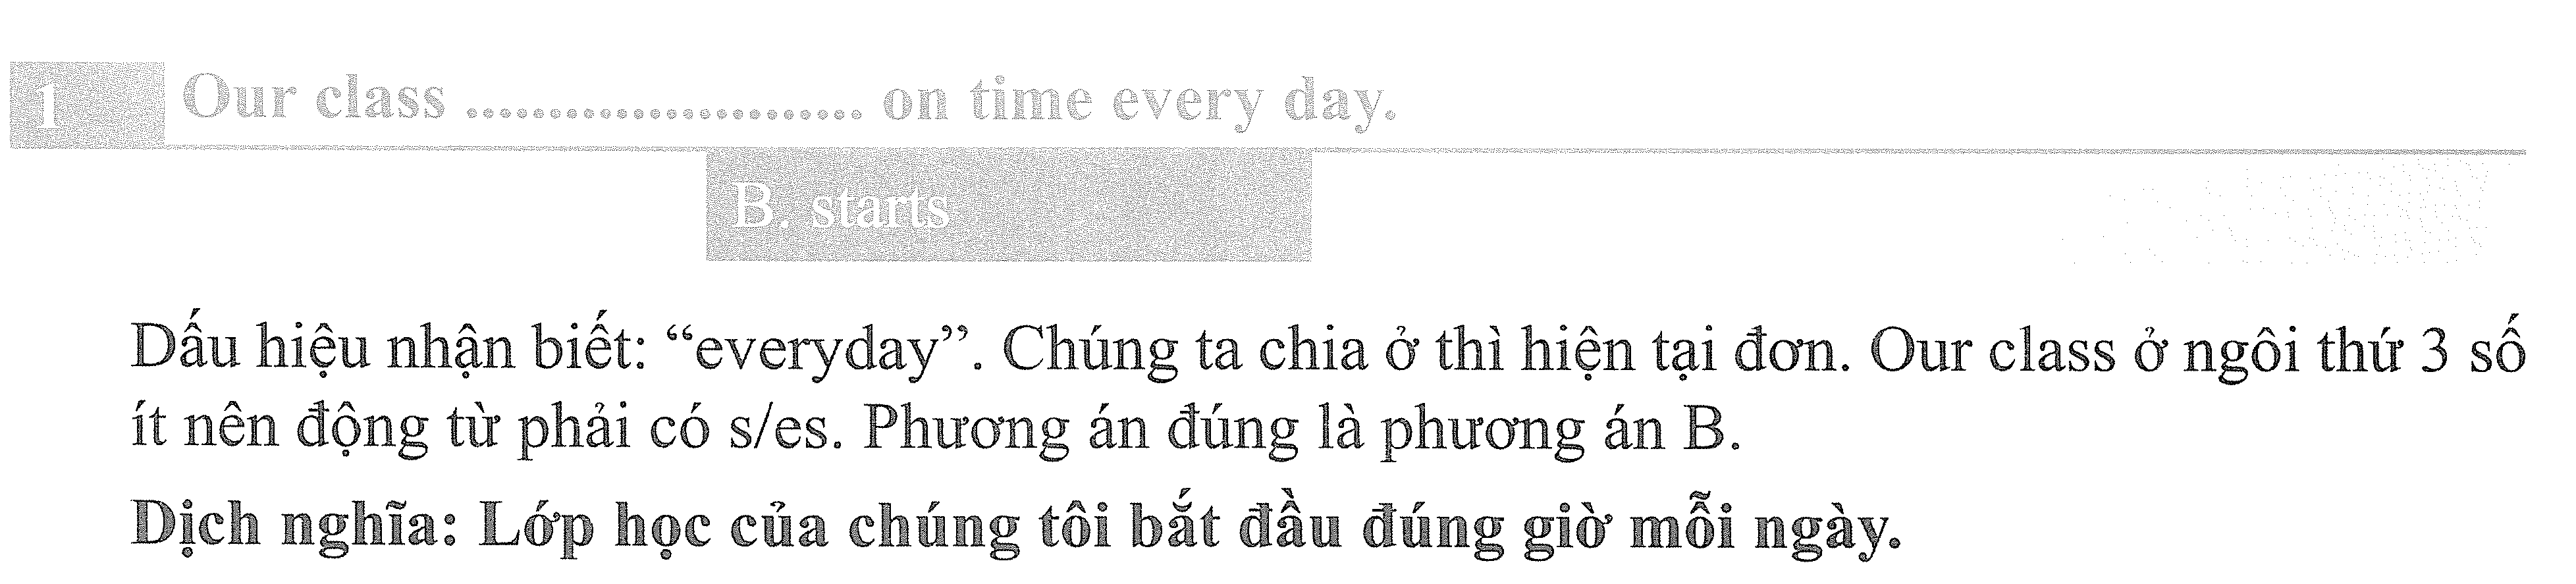 1 Our class ........................ on time every day.
B. starts
Dấu hiệu nhận biết: “everyday”. Chúng ta chia ở thì hiện tại đơn. Our class ở ngôi thứ 3 số
ít nên động từ phải có s/es. Phương án đúng là phương án B.
Dịch nghĩa: Lớp học của chúng tôi bắt đầu đúng giờ mỗi ngày.